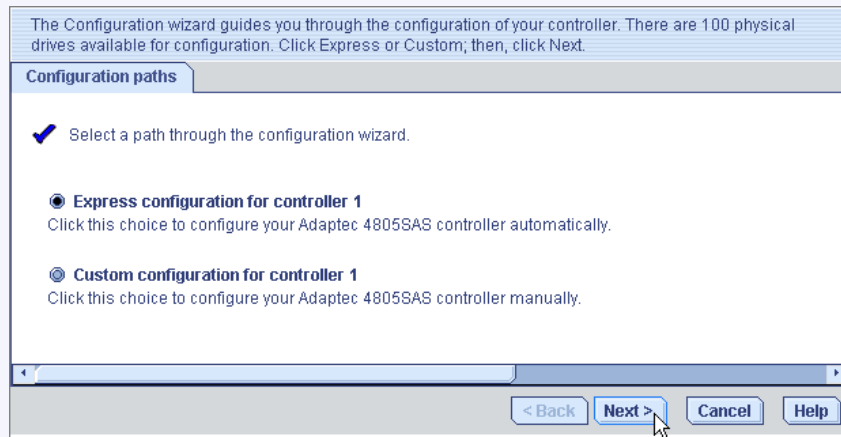 The Configuration wizard guides you through the configuration of your controller. There are 100 physical
drives available for configuration. Click Express or Custom; then, click Next.
Configuration paths
Select a path through the configuration wizard.
Express configuration for controller 1
Click this choice to configure your Adaptec 4805SAS controller automatically.
Custom configuration for controller 1
Click this choice to configure your Adaptec 4805SAS controller manually.
< Back Next > Cancel Help